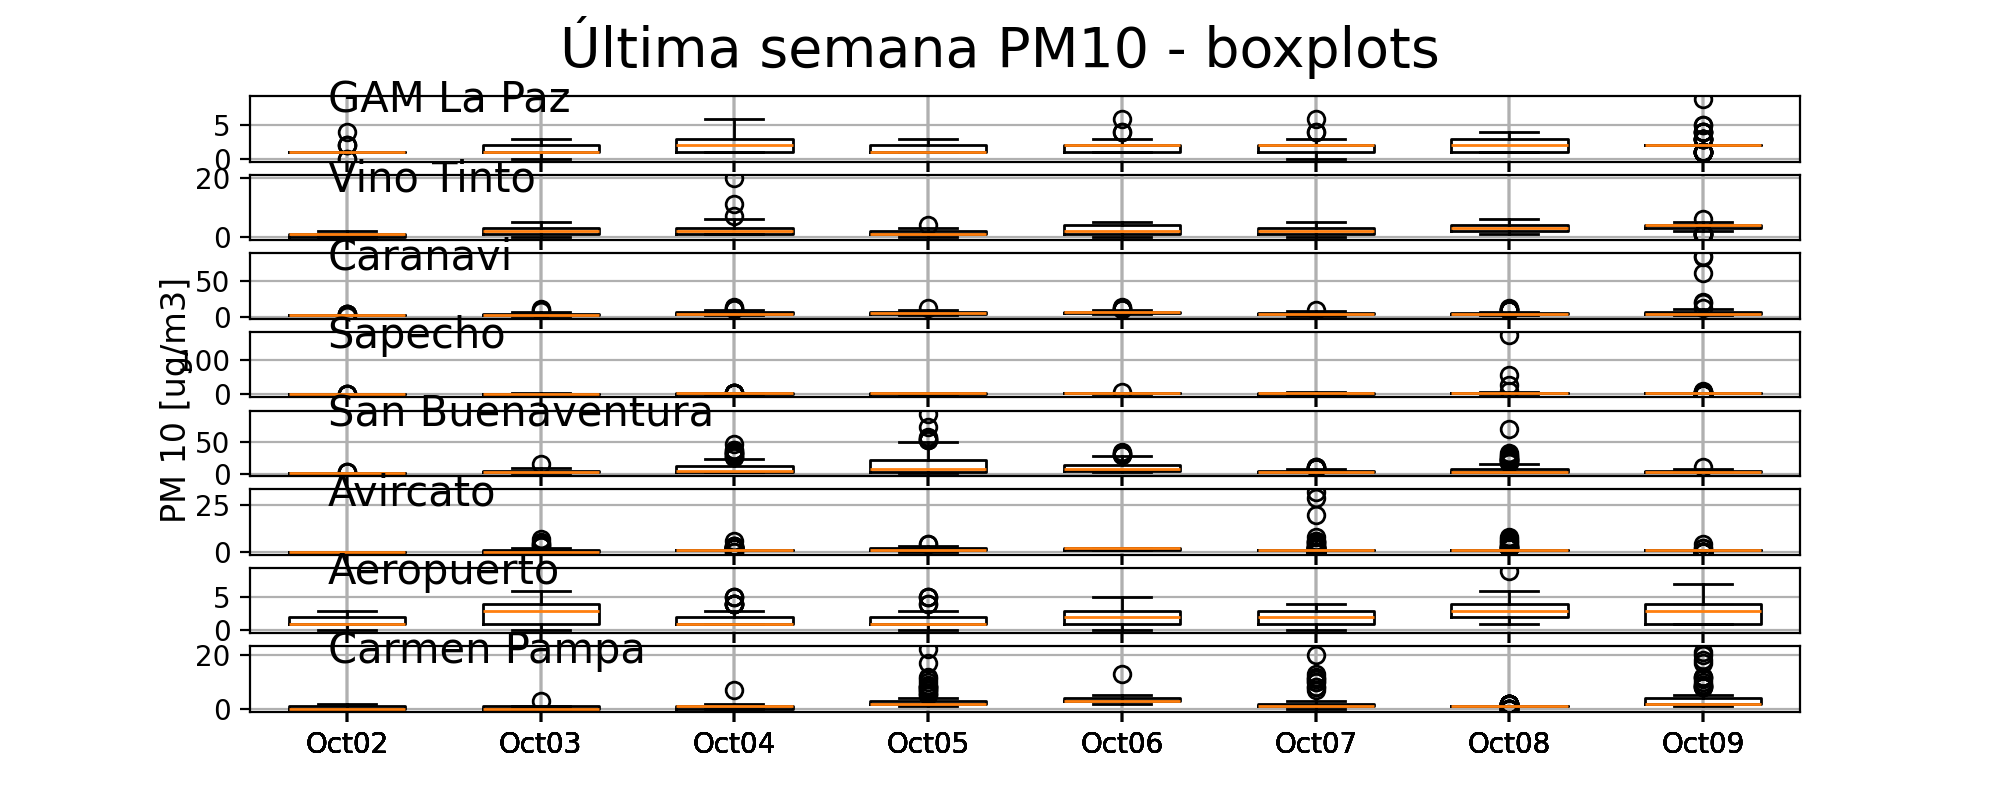 Última semana PM10 - boxplots
GAM La Paz
5
0
Vino Tinto
20
0
Caranavi
50
0
Sapecho
100
0
San Buenaventura
50
0
Avircato
25
0
Aeropuerto
5
0
Carmen Pampa
20
0
PM 10 [ug/m3]
Oct02 Oct03 Oct04 Oct05 Oct06 Oct07 Oct08 Oct09